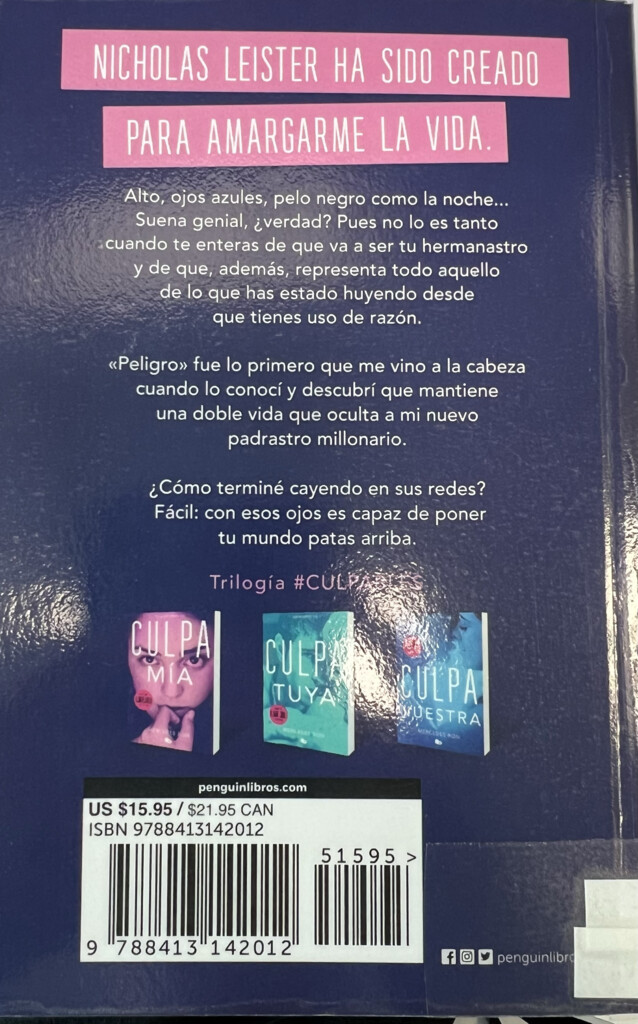 NICHOLAS LEISTER HA SIDO CREADO
PARA AMARGARME LA VIDA.
Alto, ojos azules, pelo negro como la noche...
Suena genial, ¿verdad? Pues no lo es tanto
cuando te enteras de que va a ser tu hermanastro
y de que, además, representa todo aquello
de lo que has estado huyendo desde
que tienes uso de razón.
«Peligro» fue lo primero que me vino a la cabeza
cuando lo conocí y descubrí que mantiene
una doble vida que oculta a mi nuevo
padrastro millonario.
¿Cómo terminé cayendo en sus redes?
Fácil: con esos ojos es capaz de poner
tu mundo patas arriba.
Trilogía #CULPABLES
CULPA
MÍA
CULPA
TUYA
CULPA
NUESTRA
MERCEDES RON
penguinlibros.com
US $15.95 / $21.95 CAN
ISBN 9788413142012
51595 >
9 788413 142012
penguinlibro